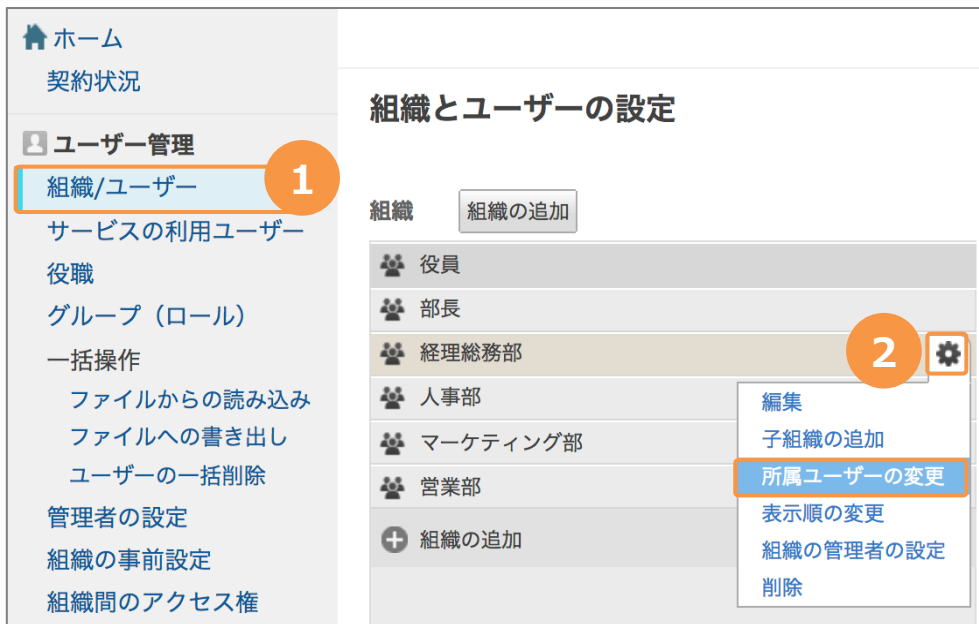 ホーム
契約状況
ユーザー管理
組織/ユーザー
1
サービスの利用ユーザー
役職
グループ（ロール）
一括操作
ファイルからの読み込み
ファイルへの書き出し
ユーザーの一括削除
管理者の設定
組織の事前設定
組織間のアクセス権
組織とユーザーの設定
組織
組織の追加
役員
部長
経理総務部
2
人事部
マーケティング部
営業部
組織の追加
編集
子組織の追加
所属ユーザーの変更
表示順の変更
組織の管理者の設定
削除